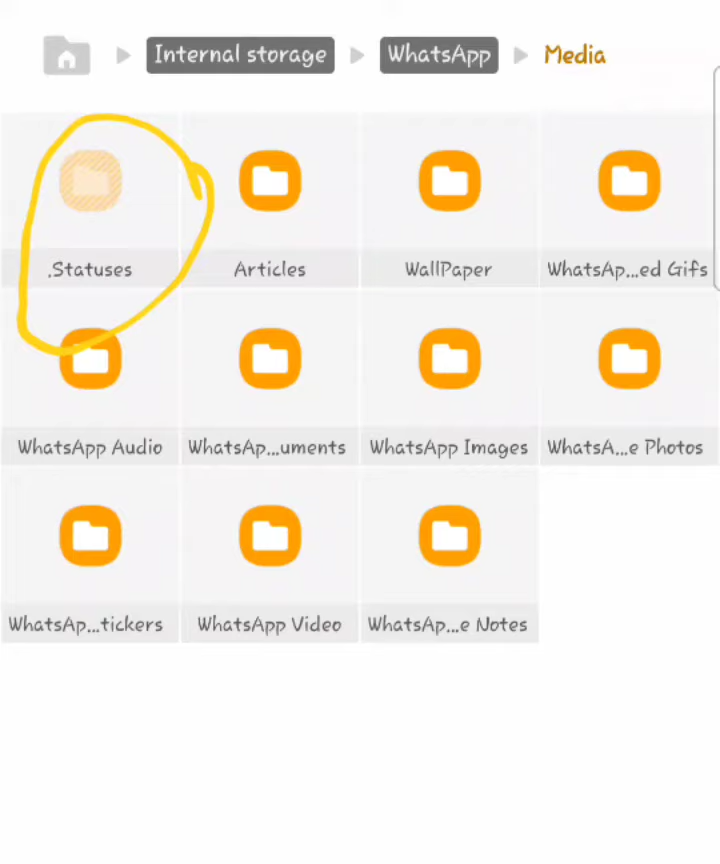 Internal storage WhatsApp Media
.Statuses Articles WallPaper WhatsAp...ed Gifs
WhatsApp Audio WhatsAp...uments WhatsApp Images WhatsA...e Photos
WhatsAp...tickers WhatsApp Video WhatsAp...e Notes